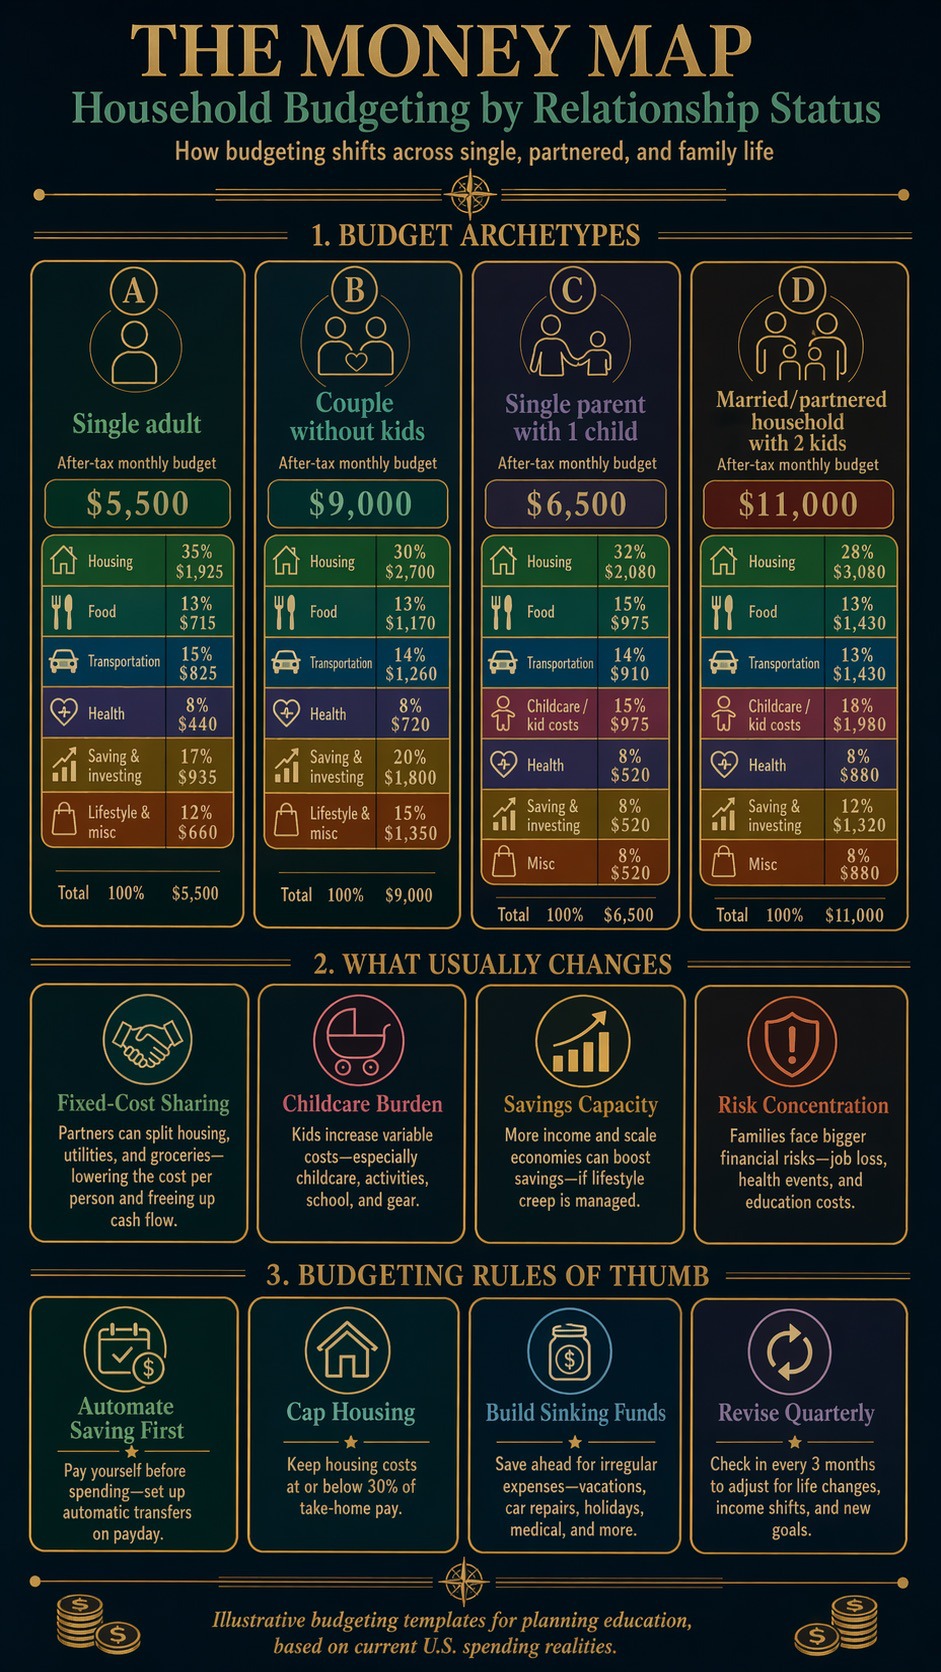 THE MONEY MAP
Household Budgeting by Relationship Status
How budgeting shifts across single, partnered, and family life
1. BUDGET ARCHETYPES
A
Single adult
After-tax monthly budget
$5,500
Housing
35%
$1,925
Food
13%
$715
Transportation
15%
$825
Health
8%
$440
Saving &
investing
17%
$935
Lifestyle &
misc
12%
$660
Total 100% $5,500
B
Couple
without kids
After-tax monthly budget
$9,000
Housing
30%
$2,700
Food
13%
$1,170
Transportation
14%
$1,260
Health
8%
$720
Saving &
investing
20%
$1,800
Lifestyle &
misc
15%
$1,350
Total 100% $9,000
C
Single parent
with 1 child
After-tax monthly budget
$6,500
Housing
32%
$2,080
Food
15%
$975
Transportation
14%
$910
Childcare /
kid costs
15%
$975
Health
8%
$520
Saving &
investing
8%
$520
Misc
8%
$520
Total 100% $6,500
D
Married/partnered
household
with 2 kids
After-tax monthly budget
$11,000
Housing
28%
$3,080
Food
13%
$1,430
Transportation
13%
$1,430
Childcare /
kid costs
18%
$1,980
Health
8%
$880
Saving &
investing
12%
$1,320
Misc
8%
$880
Total 100% $11,000
2. WHAT USUALLY CHANGES
Fixed-Cost Sharing
Partners can split housing,
utilities, and groceries—
lowering the cost per
person and freeing up
cash flow.
Childcare Burden
Kids increase variable
costs—especially
childcare, activities,
school, and gear.
Savings Capacity
More income and scale
economies can boost
savings—if lifestyle
creep is managed.
Risk Concentration
Families face bigger
financial risks—job loss,
health events, and
education costs.
3. BUDGETING RULES OF THUMB
$
Automate
Saving First
Pay yourself before
spending—set up
automatic transfers
on payday.
Cap Housing
Keep housing costs
at or below 30% of
take-home pay.
$
Build Sinking Funds
Save ahead for irregular
expenses—vacations,
car repairs, holidays,
medical, and more.
Revise Quarterly
Check in every 3 months
to adjust for life changes,
income shifts, and new
goals.
$
$
Illustrative budgeting templates for planning education,
based on current U.S. spending realities.
$
$